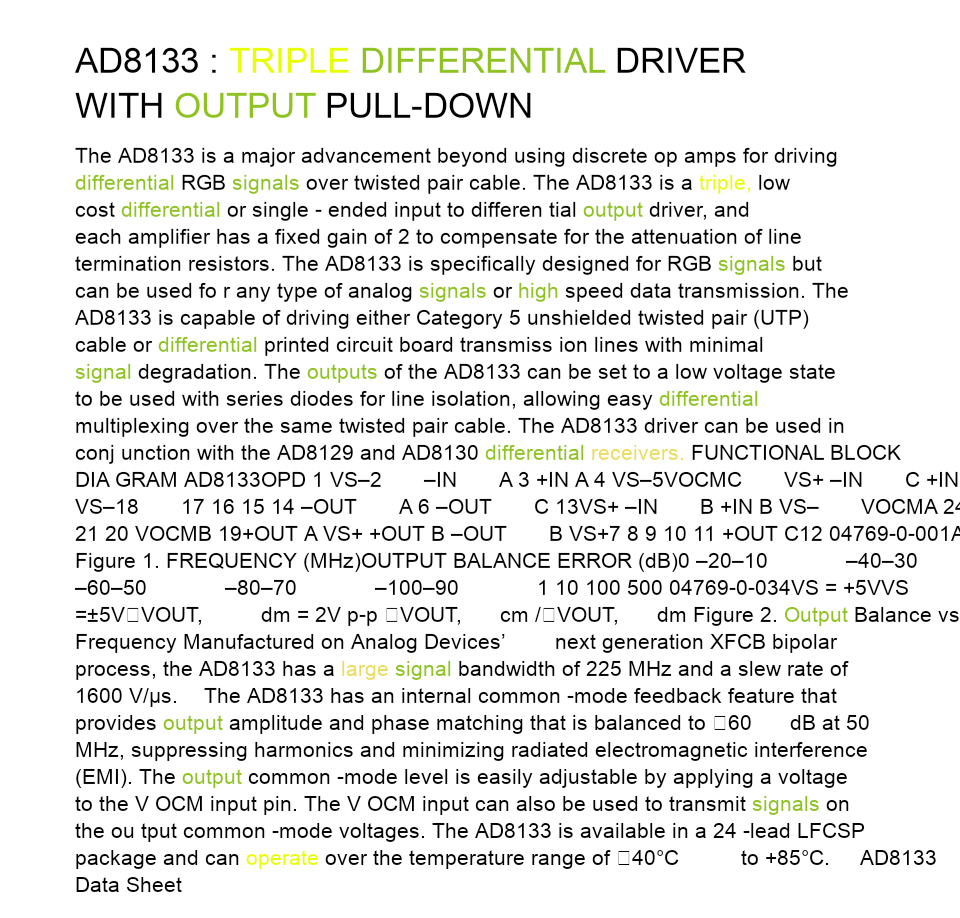 AD8133 : TRIPLE DIFFERENTIAL DRIVER
WITH OUTPUT PULL-DOWN
The AD8133 is a major advancement beyond using discrete op amps for driving
differential RGB signals over twisted pair cable. The AD8133 is a triple, low
cost differential or single - ended input to differen tial output driver, and
each amplifier has a fixed gain of 2 to compensate for the attenuation of line
termination resistors. The AD8133 is specifically designed for RGB signals but
can be used fo r any type of analog signals or high speed data transmission. The
AD8133 is capable of driving either Category 5 unshielded twisted pair (UTP)
cable or differential printed circuit board transmiss ion lines with minimal
signal degradation. The outputs of the AD8133 can be set to a low voltage state
to be used with series diodes for line isolation, allowing easy differential
multiplexing over the same twisted pair cable. The AD8133 driver can be used in
conj unction with the AD8129 and AD8130 differential receivers. FUNCTIONAL BLOCK
DIA GRAM AD8133OPD 1 VS–2 –IN A 3 +IN A 4 VS–5VOCMC VS+ –IN C +IN
VS–18 17 16 15 14 –OUT A 6 –OUT C 13VS+ –IN B +IN B VS– VOCMA 24
21 20 VOCMB 19+OUT A VS+ +OUT B –OUT B VS+7 8 9 10 11 +OUT C12 04769-0-001A
Figure 1. FREQUENCY (MHz)OUTPUT BALANCE ERROR (dB)0 –20–10 –40–30
–60–50 –80–70 –100–90 1 10 100 500 04769-0-034VS = +5VVS
=±5V□VOUT, dm = 2V p-p □VOUT, cm /□VOUT, dm Figure 2. Output Balance vs
Frequency Manufactured on Analog Devices’ next generation XFCB bipolar
process, the AD8133 has a large signal bandwidth of 225 MHz and a slew rate of
1600 V/µs. The AD8133 has an internal common -mode feedback feature that
provides output amplitude and phase matching that is balanced to □60 dB at 50
MHz, suppressing harmonics and minimizing radiated electromagnetic interference
(EMI). The output common -mode level is easily adjustable by applying a voltage
to the V OCM input pin. The V OCM input can also be used to transmit signals on
the ou tput common -mode voltages. The AD8133 is available in a 24 -lead LFCSP
package and can operate over the temperature range of □40°C to +85°C. AD8133
Data Sheet